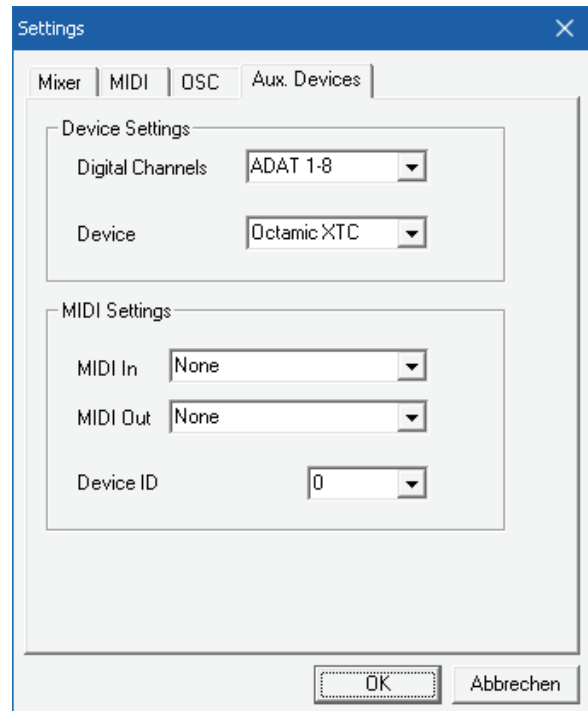 Settings
Mixer MIDI OSC Aux. Devices
Device Settings
Digital Channels ADAT 1-8
Device Octamic XTC
MIDI Settings
MIDI In None
MIDI Out None
Device ID 0
OK Abbrechen